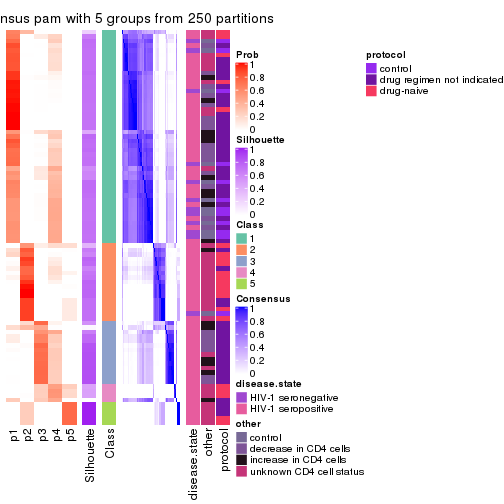 nsus pam with 5 groups from 250 partitions
Prob
1
0.8
0.6
0.4
0.2
0
Silhouette
1
0.8
0.6
0.4
0.2
0
Class
1
2
3
4
5
Consensus
1
0.8
0.6
0.4
0.2
0
disease.state
HIV-1 seronegative
HIV-1 seropositive
other
control
decrease in CD4 cells
increase in CD4 cells
unknown CD4 cell status
protocol
control
drug regimen not indicated
drug-naive
p1
p2
p3
p4
p5
Silhouette
Class
disease.state
other
protocol